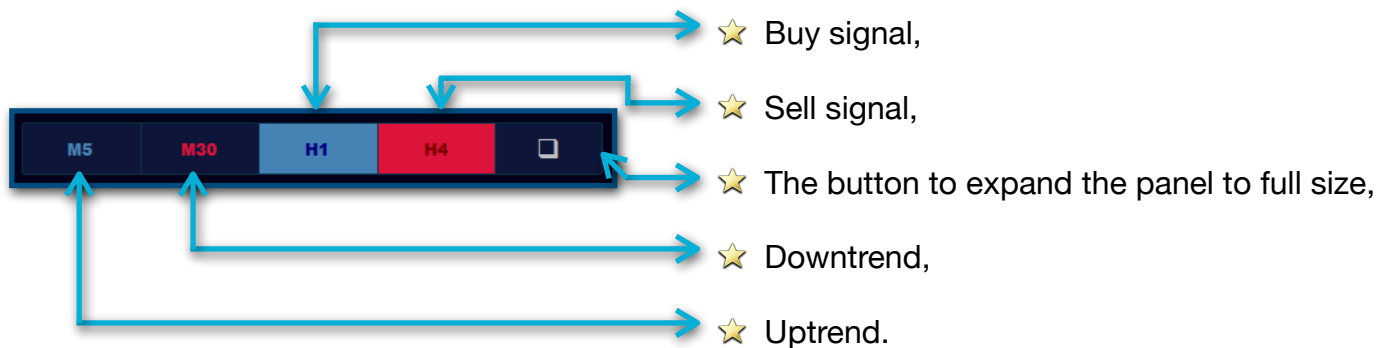 Buy signal,
Sell signal,
M5 M30 H1 H4
The button to expand the panel to full size,
Downtrend,
Uptrend.